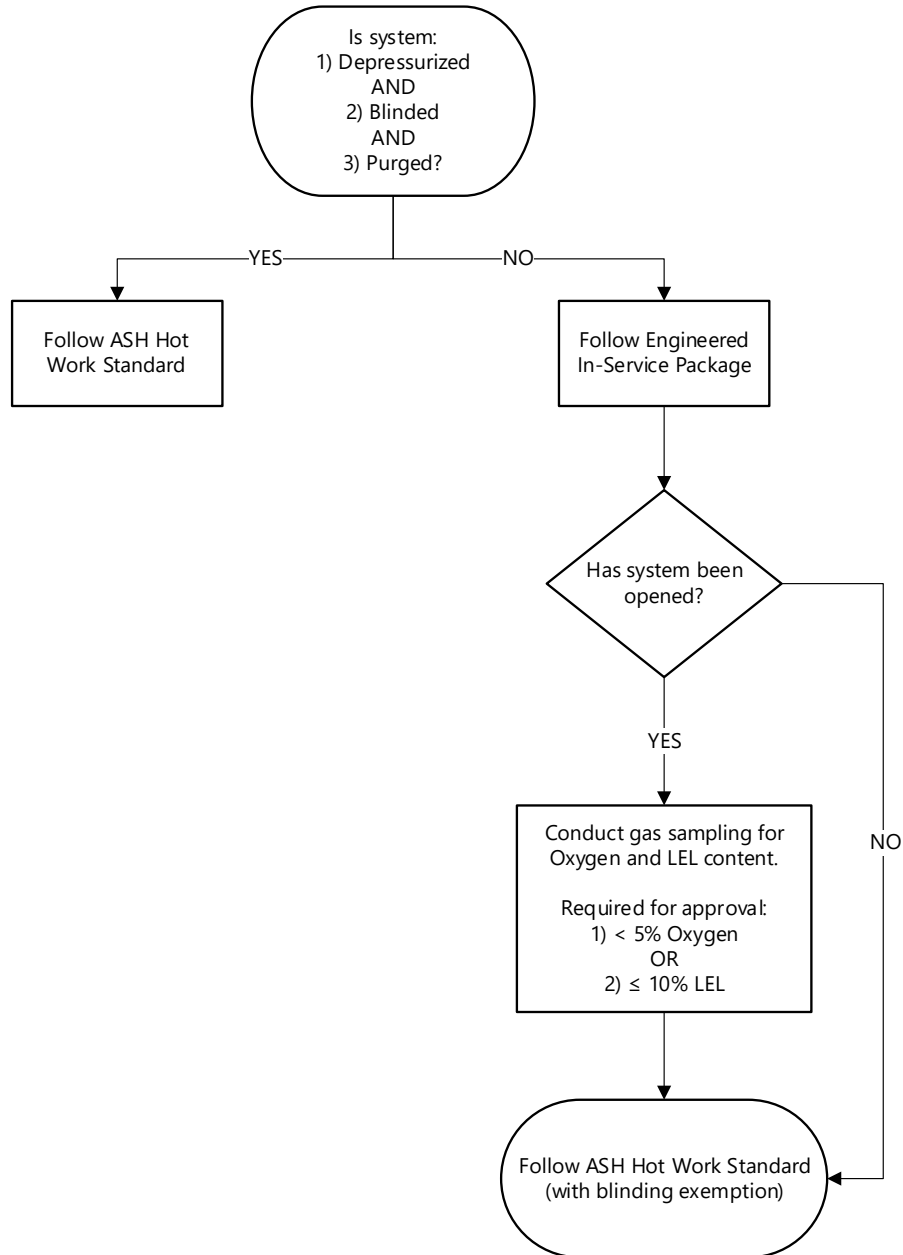 Is system:
1) Depressurized
AND
2) Blinded
AND
3) Purged?
YES
NO
Follow ASH Hot
Work Standard
Follow Engineered
In-Service Package
Has system been
opened?
YES
NO
Conduct gas sampling for
Oxygen and LEL content.
Required for approval:
1) < 5% Oxygen
OR
2) ≤ 10% LEL
Follow ASH Hot Work Standard
(with blinding exemption)